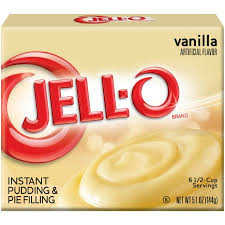 vanilla
ARTIFICIAL FLAVOR
JELL-O
BRAND
INSTANT
PUDDING &
PIE FILLING
6 1/2-Cup
Servings
NET WT 5.1 OZ (144g)